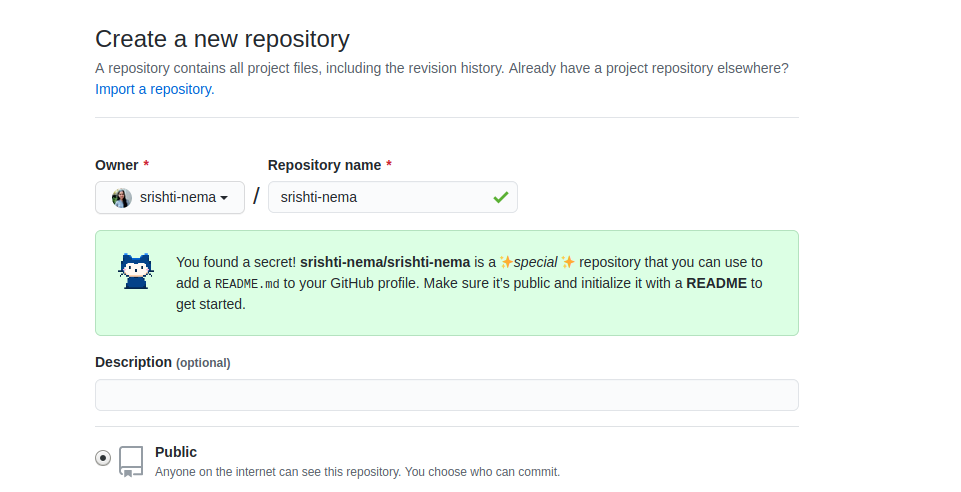 Create a new repository
A repository contains all project files, including the revision history. Already have a project repository elsewhere?
Import a repository.
Owner * Repository name *
srishti-nema / srishti-nema
You found a secret! srishti-nema/srishti-nema is a ✨special ✨ repository that you can use to
add a README.md to your GitHub profile. Make sure it’s public and initialize it with a README to
get started.
Description (optional)
Public
Anyone on the internet can see this repository. You choose who can commit.